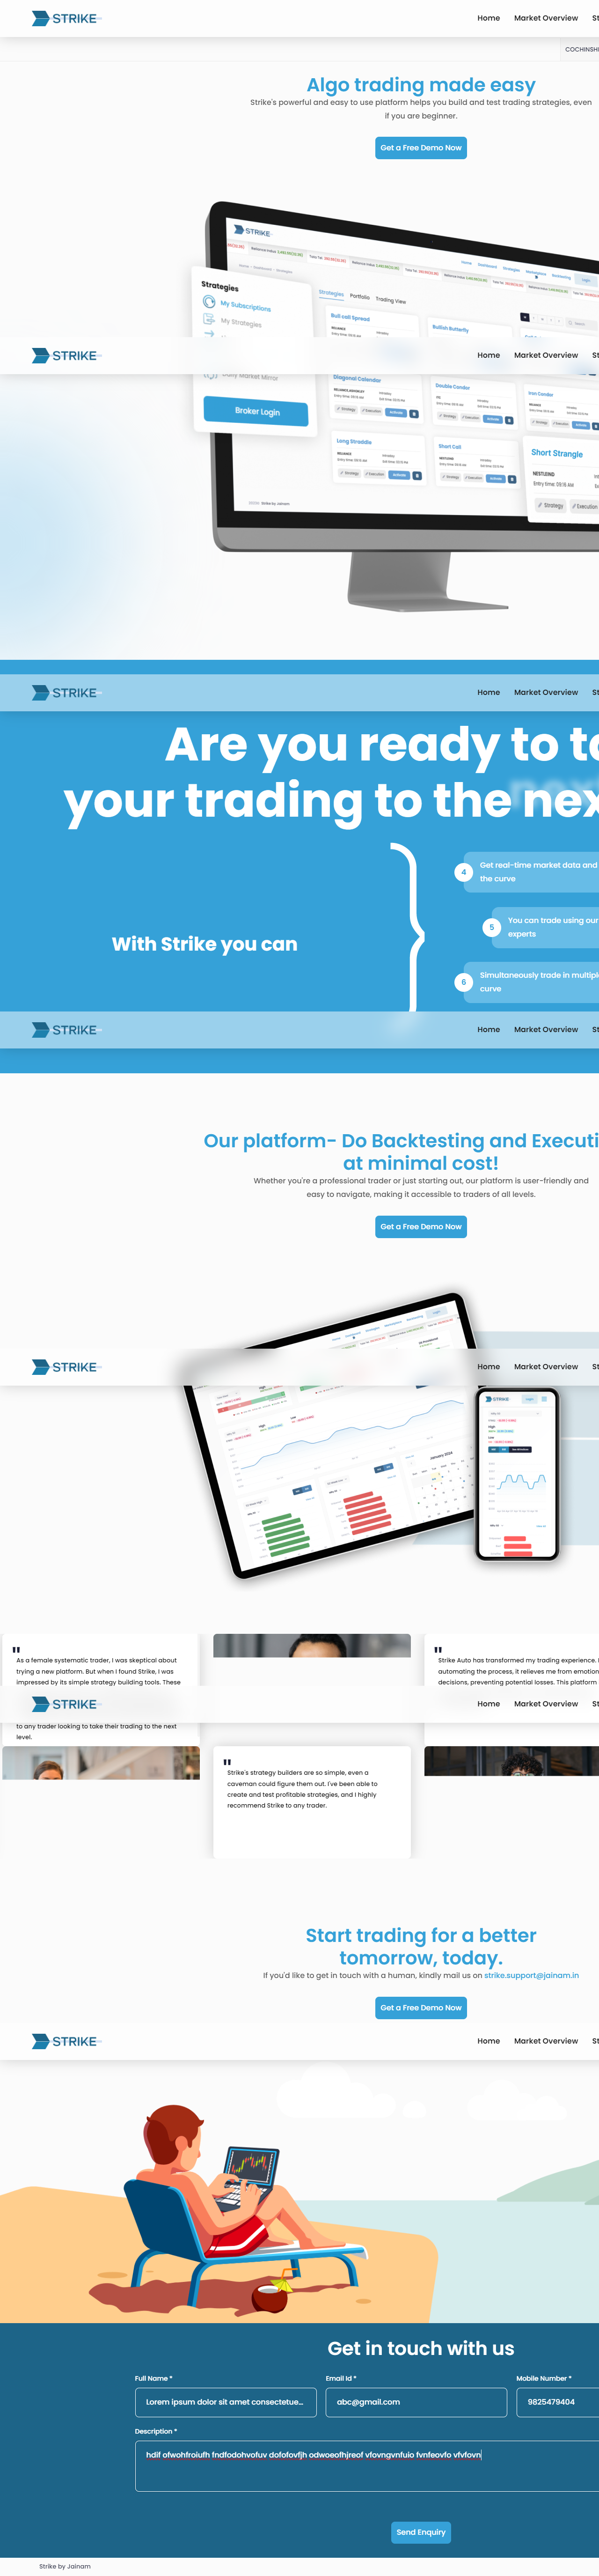 STRIKE
Home Market Overview St
COCHINSHI
Algo trading made easy
Strike's powerful and easy to use platform helps you build and test trading strategies, even
if you are beginner.
Get a Free Demo Now
STRIKE
Strategies
My Subscriptions
My Strategies
Strategies Portfolio Trading View
Bull call Spread
Bullish Butterfly
STRIKE
Home Market Overview St
Daily Market Mirror
Broker Login
Diagonal Calendar
Double Condor
Iron Condor
Long Straddle
Short Call
Short Strangle
NESTLEIND
Entry time: 09:15 AM
Strategy Execution
Strike by Jainam
STRIKE
Home Market Overview St
Are you ready to to
your trading to the nex
4 Get real-time market data and
the curve
5 You can trade using our
experts
With Strike you can
6 Simultaneously trade in multipl
curve
STRIKE
Home Market Overview St
Our platform- Do Backtesting and Executi
at minimal cost!
Whether you're a professional trader or just starting out, our platform is user-friendly and
easy to navigate, making it accessible to traders of all levels.
Get a Free Demo Now
STRIKE
Home Market Overview St
STRIKE
High
Low
January, 2024
"
As a female systematic trader, I was skeptical about
trying a new platform. But when I found Strike, I was
impressed by its simple strategy building tools. These
"
Strike Auto has transformed my trading experience.
automating the process, it relieves me from emotion
decisions, preventing potential losses. This platform
STRIKE
Home Market Overview St
to any trader looking to take their trading to the next
level.
"
Strike's strategy builders are so simple, even a
caveman could figure them out. I've been able to
create and test profitable strategies, and I highly
recommend Strike to any trader.
Start trading for a better
tomorrow, today.
If you'd like to get in touch with a human, kindly mail us on strike.support@jainam.in
Get a Free Demo Now
STRIKE
Home Market Overview St
Get in touch with us
Full Name * Email Id * Mobile Number *
Lorem ipsum dolor sit amet consectetue... abc@gmail.com 9825479404
Description *
hdif ofwohfroiufh fndfodohvofuv dofofovfjh odwoeofhjreof vfovngvnfuio fvnfeovfo vfvfovn
Send Enquiry
Strike by Jainam